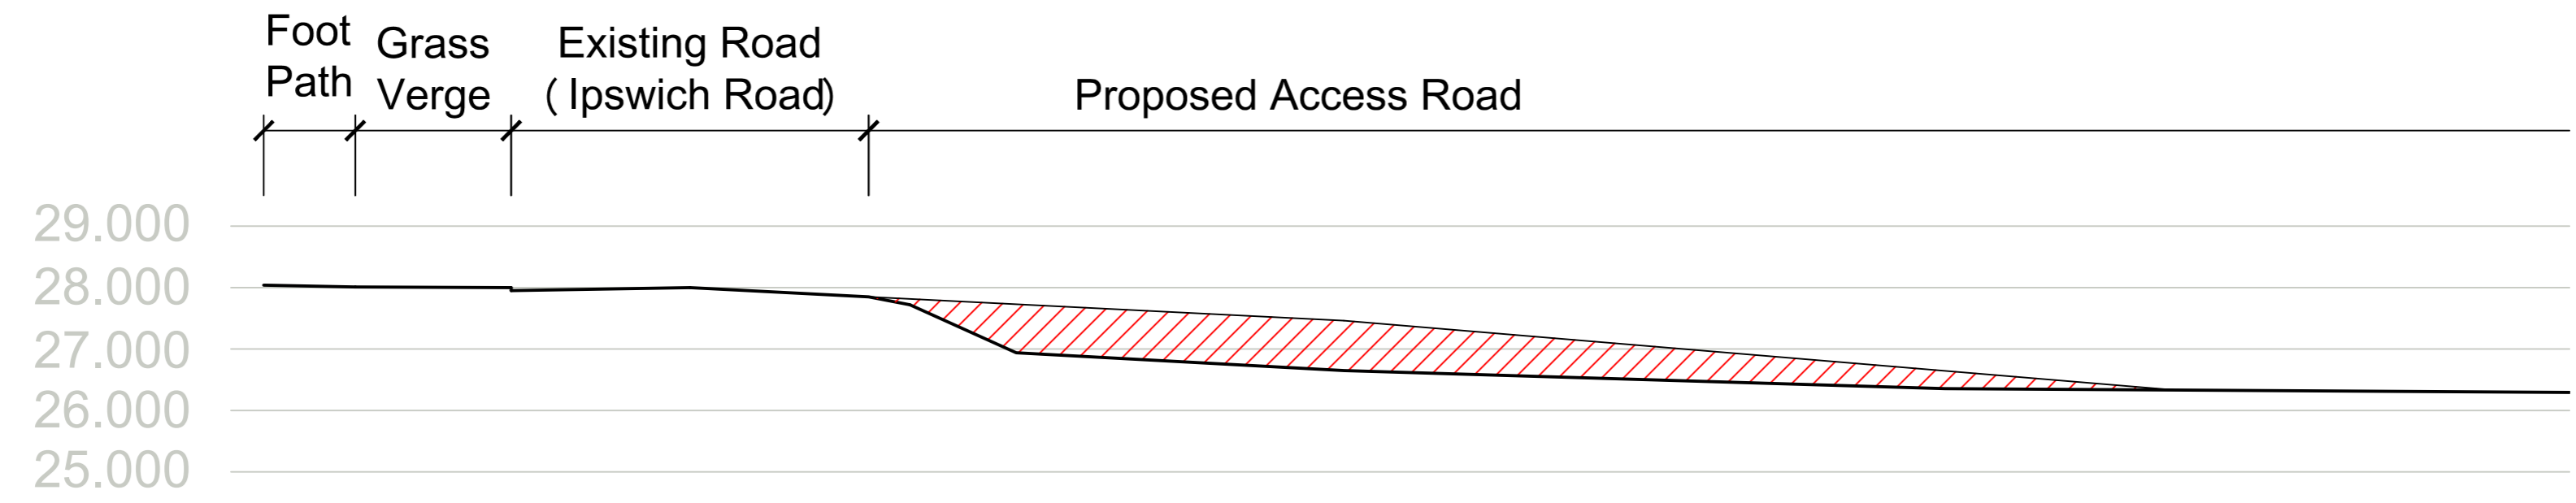 Foot
Path
Grass
Verge
Existing Road
( Ipswich Road)
Proposed Access Road
29.000
28.000
27.000
26.000
25.000